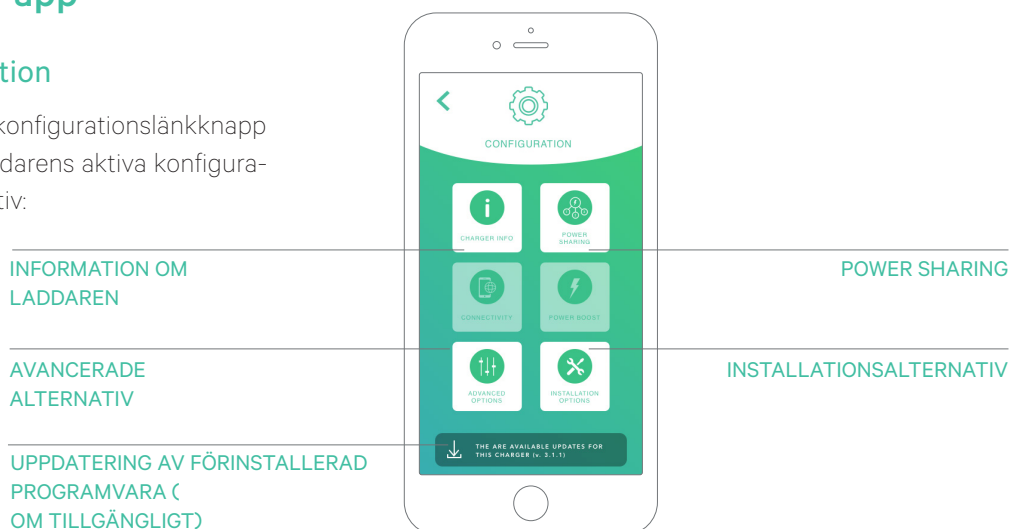 app
tion
konfigurationslänkknapp
darens aktiva konfigura-
tiv:
INFORMATION OM
LADDAREN
AVANCERADE
ALTERNATIV
UPPDATERING AV FÖRINSTALLERAD
PROGRAMVARA (
OM TILLGÄNGLIGT)
CONFIGURATION
CHARGER INFO
POWER
SHARING
CONNECTIVITY
POWER BOOST
ADVANCED
OPTIONS
INSTALLATION
OPTIONS
THE ARE AVAILABLE UPDATES FOR
THIS CHARGER (v. 3.1.1)
POWER SHARING
INSTALLATIONSALTERNATIV